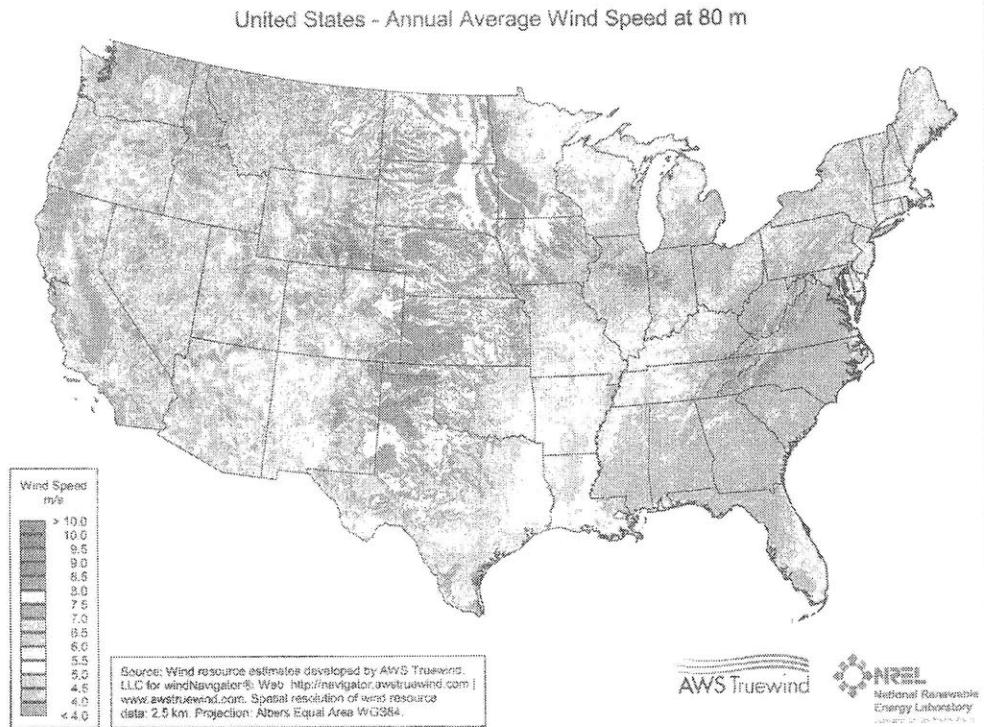 United States - Annual Average Wind Speed at 80 m
Wind Speed
m/s
> 10.0
10.0
9.5
9.0
8.5
8.0
7.5
7.0
6.5
6.0
5.5
5.0
4.5
4.0
< 4.0
Source: Wind resource estimates developed by AWS Truewind,
LLC for windNavigator®. Web: http://navigator.awstruewind.com |
www.awstruewind.com. Spatial resolution of wind resource
data: 2.5 km. Projection: Albers Equal Area WGS84.
AWS Truewind
NREL
National Renewable
Energy Laboratory